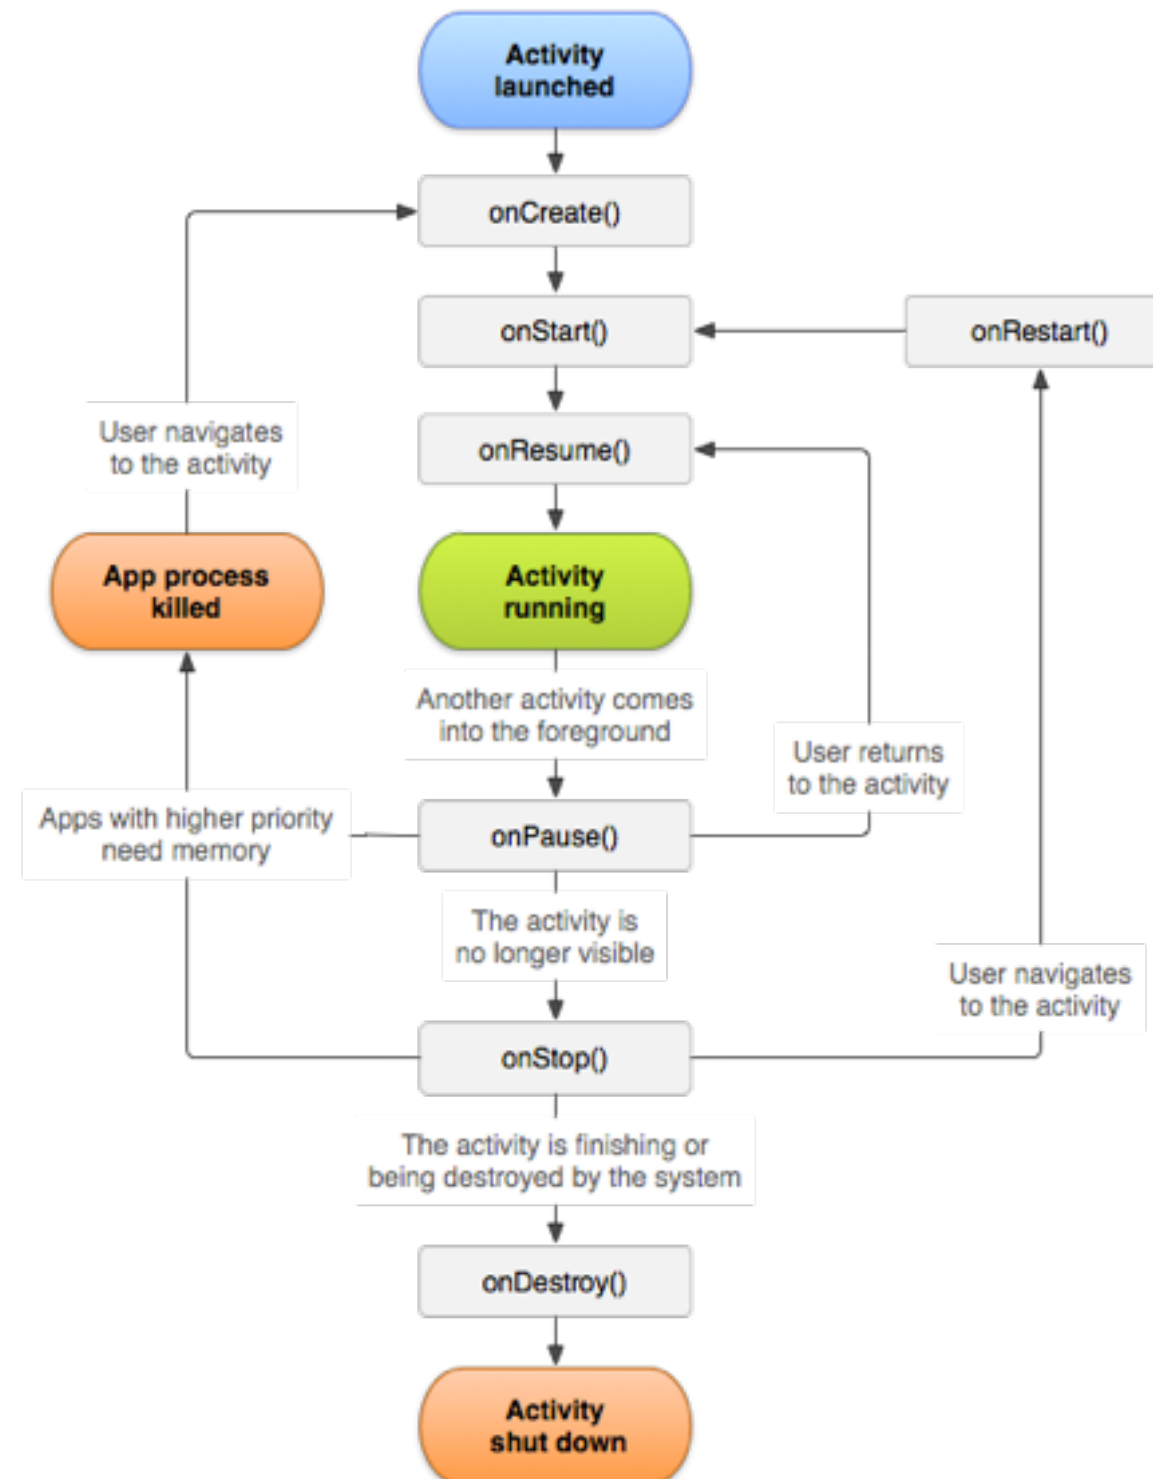 Activity
launched
onCreate()
onStart()
onRestart()
User navigates
to the activity
onResume()
App process
killed
Activity
running
Another activity comes
into the foreground
User returns
to the activity
Apps with higher priority
need memory
onPause()
The activity is
no longer visible
User navigates
to the activity
onStop()
The activity is finishing or
being destroyed by the system
onDestroy()
Activity
shut down